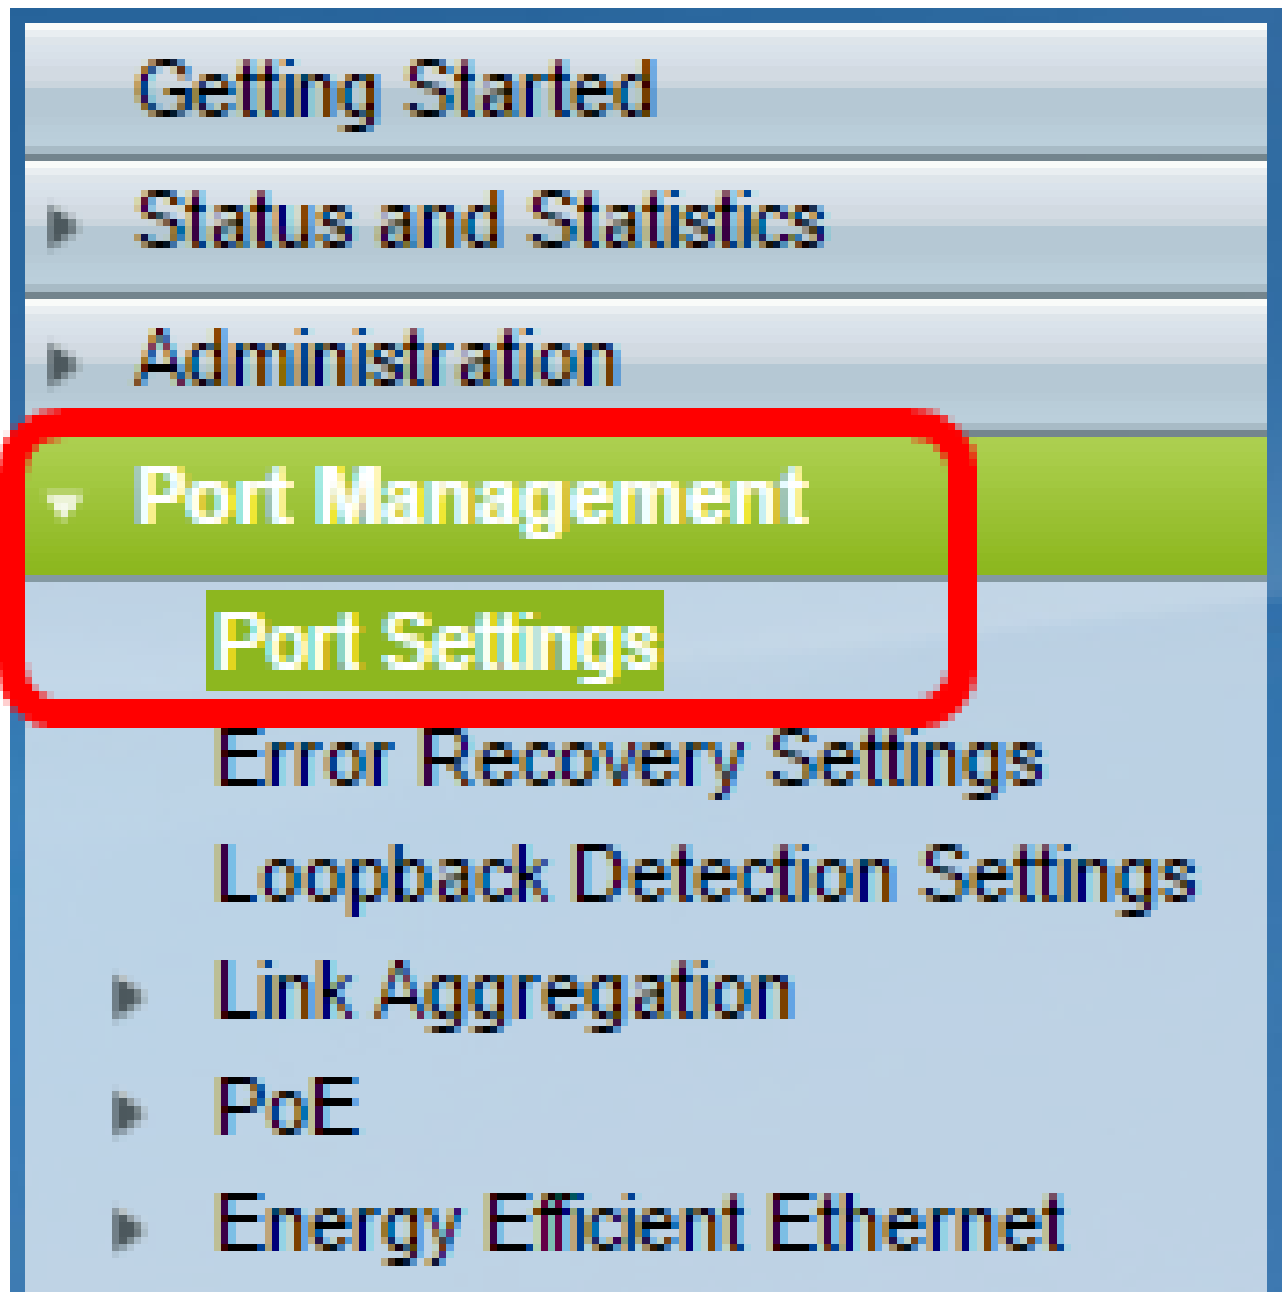 Getting Started
Status and Statistics
Administration
Port Management
Port Settings
Error Recovery Settings
Loopback Detection Settings
Link Aggregation
PoE
Energy Efficient Ethernet